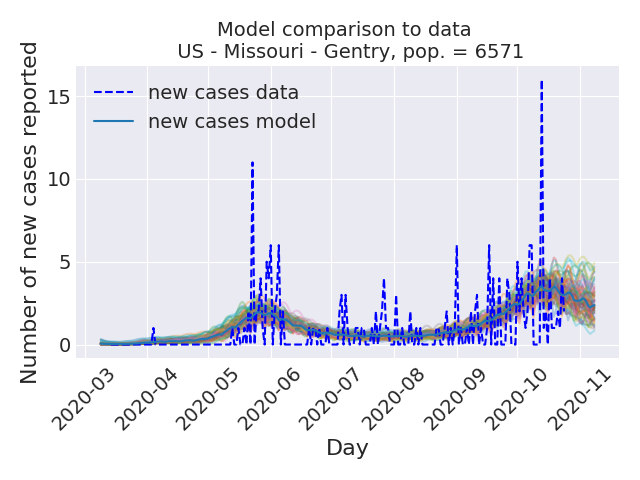 Model comparison to data
US - Missouri - Gentry, pop. = 6571
new cases data
new cases model
Number of new cases reported
15
10
5
0
2020-03
2020-04
2020-05
2020-06
2020-07
2020-08
2020-09
2020-10
2020-11
Day